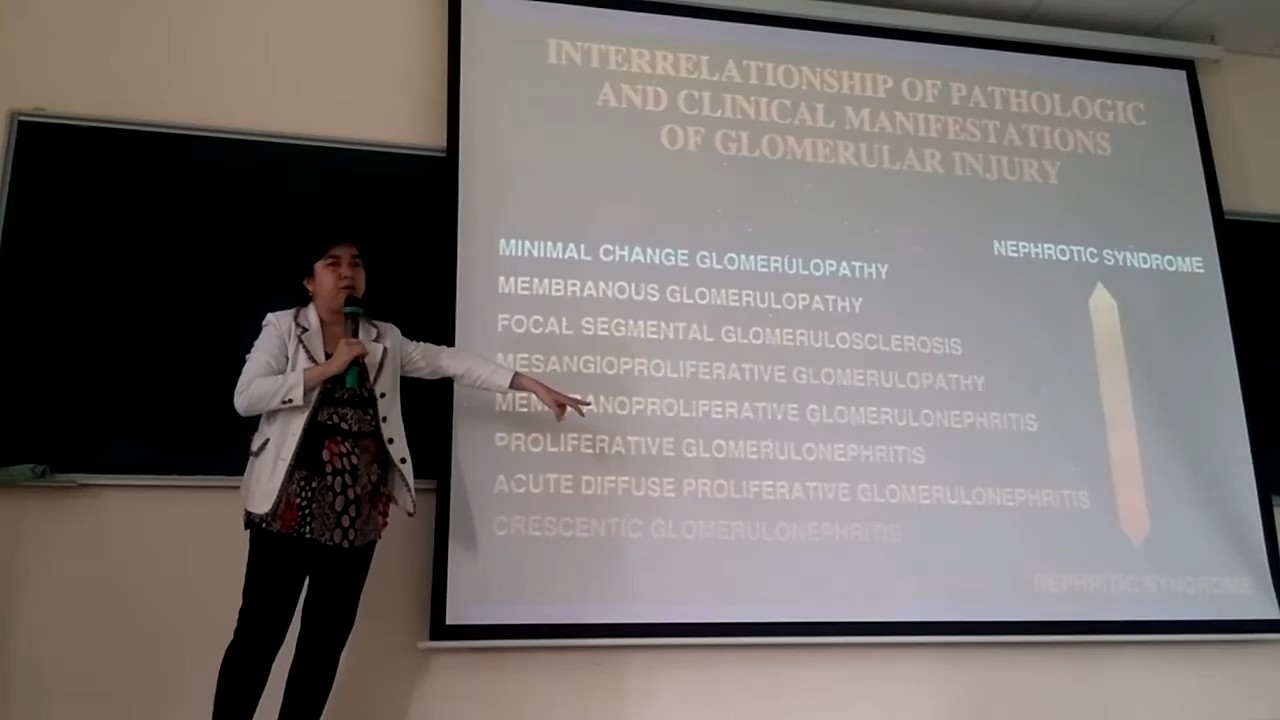 INTERRELATIONSHIP OF PATHOLOGIC
AND CLINICAL MANIFESTATIONS
OF GLOMERULAR INJURY
MINIMAL CHANGE GLOMERULOPATHY
MEMBRANOUS GLOMERULOPATHY
FOCAL SEGMENTAL GLOMERULOSCLEROSIS
MESANGIOPROLIFERATIVE GLOMERULOPATHY
MEMBRANOPROLIFERATIVE GLOMERULONEPHRITIS
PROLIFERATIVE GLOMERULONEPHRITIS
ACUTE DIFFUSE PROLIFERATIVE GLOMERULONEPHRITIS
CRESCENTIC GLOMERULONEPHRITIS
NEPHROTIC SYNDROME
NEPHRITIC SYNDROME